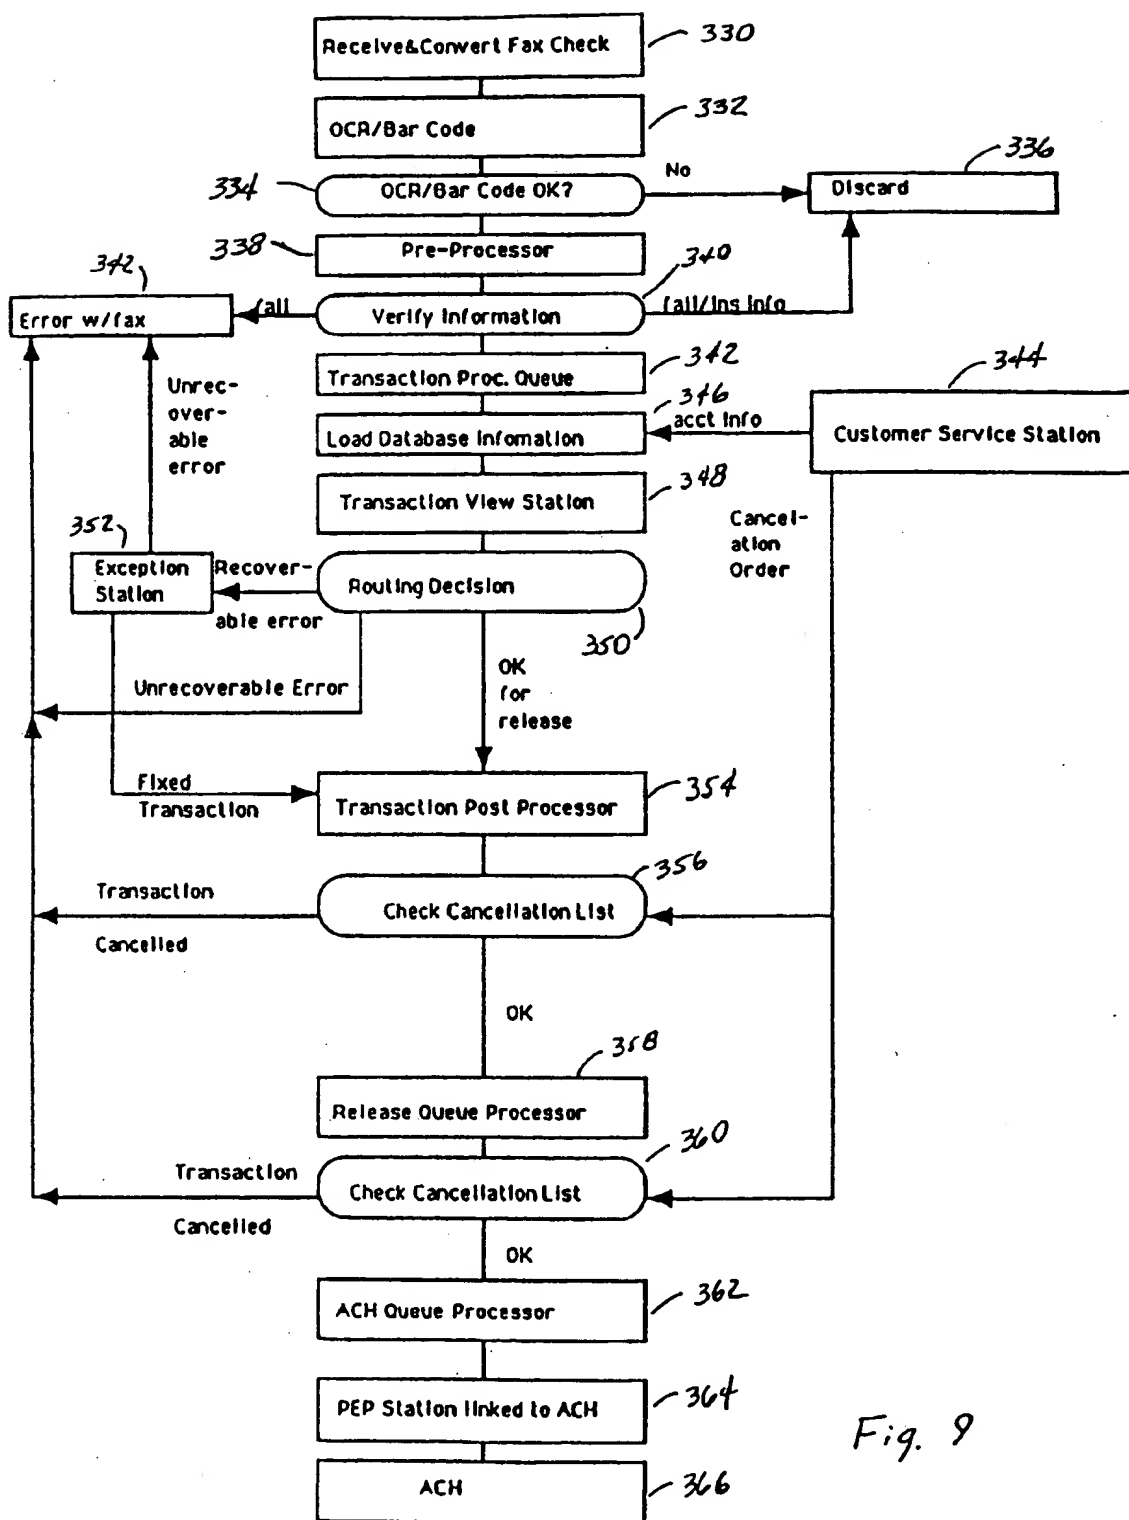 Receive&Convert Fax Check
330
OCR/Bar Code
332
334
OCR/Bar Code OK?
No
336
Discard
338
Pre-Processor
342
340
Error w/fax
fail
Verify Information
fail/ins info
342
Transaction Proc. Queue
344
Unrec-
over-
able
error
346
Load Database Infomation
acct info
Customer Service Station
348
Transaction View Station
Cancel-
ation
Order
352
Exception
Station
Recover-
able error
Routing Decision
350
Unrecoverable Error
OK
for
release
Fixed
Transaction
Transaction Post Processor
354
356
Transaction
Cancelled
Check Cancellation List
OK
358
Release Queue Processor
360
Transaction
Cancelled
Check Cancellation List
OK
ACH Queue Processor
362
PEP Station linked to ACH
364
ACH
366
Fig. 9